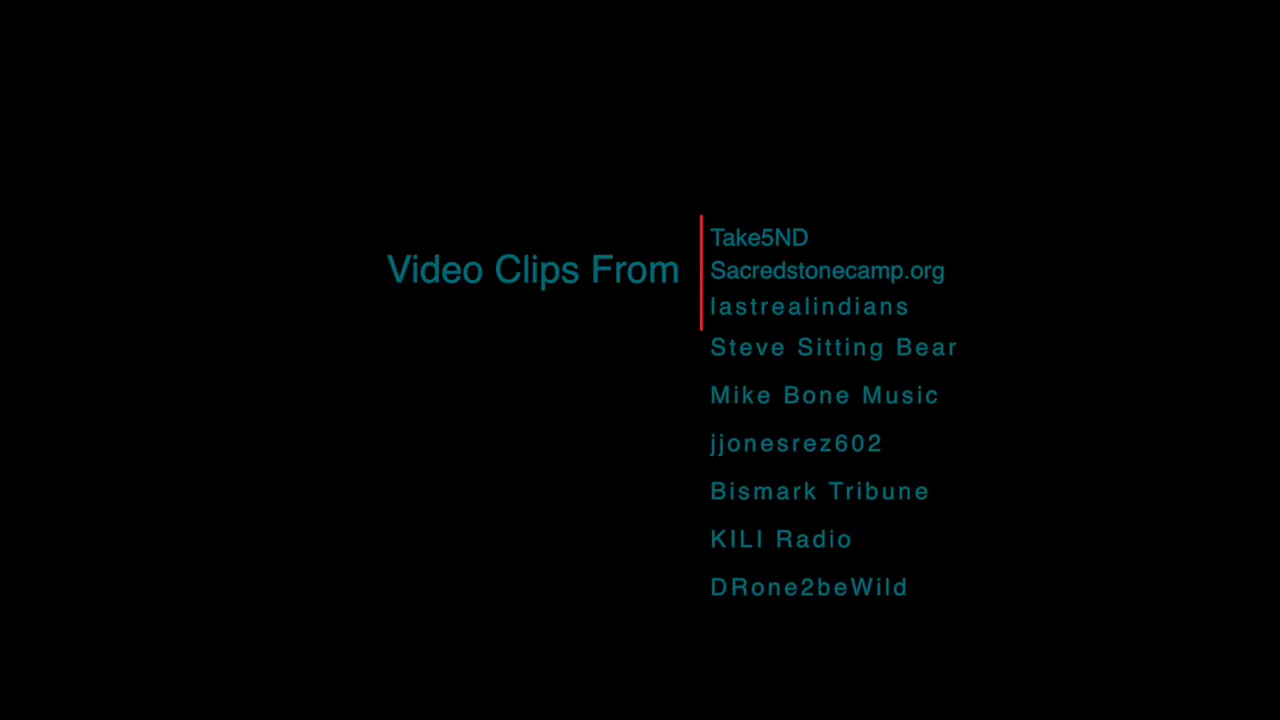 Video Clips From
Take5ND
Sacredstonecamp.org
lastrealindians
Steve Sitting Bear
Mike Bone Music
jjonesrez602
Bismark Tribune
KILI Radio
DRone2beWild